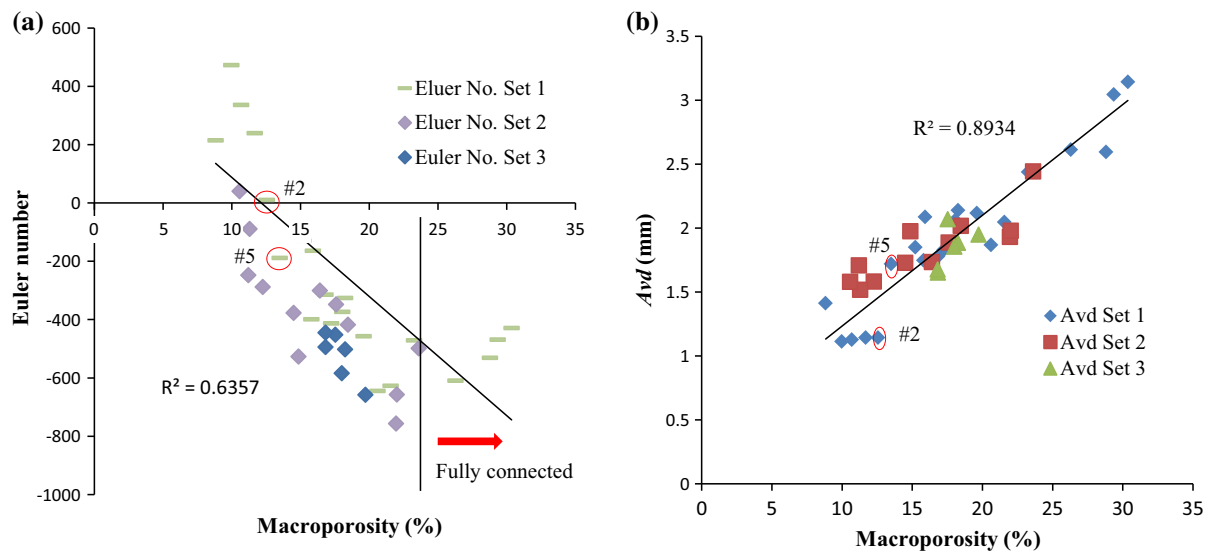 (a)
600
400
200
0
-200
-400
-600
-800
-1000
0
5
10
15
20
25
30
35
Euler number
Macroporosity (%)
Eluer No. Set 1
Eluer No. Set 2
Euler No. Set 3
#2
#5
R² = 0.6357
Fully connected
(b)
3.5
3
2.5
2
1.5
1
0.5
0
0
5
10
15
20
25
30
35
Avd (mm)
Macroporosity (%)
R² = 0.8934
#5
#2
Avd Set 1
Avd Set 2
Avd Set 3